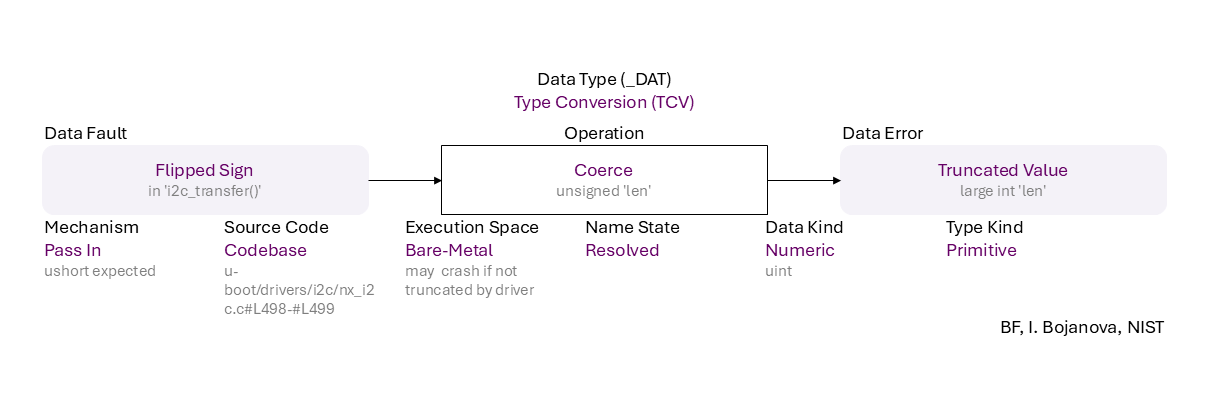 Data Type (_DAT)
Type Conversion (TCV)
Data Fault
Operation
Data Error
Flipped Sign
in 'i2c_transfer()'
Coerce
unsigned 'len'
Truncated Value
large int 'len'
Mechanism
Pass In
ushort expected
Source Code
Codebase
u-
boot/drivers/i2c/nx_i2
c.c#L498-#L499
Execution Space
Bare-Metal
may  crash if not
truncated by driver
Name State
Resolved
Data Kind
Numeric
uint
Type Kind
Primitive
BF, I. Bojanova, NIST